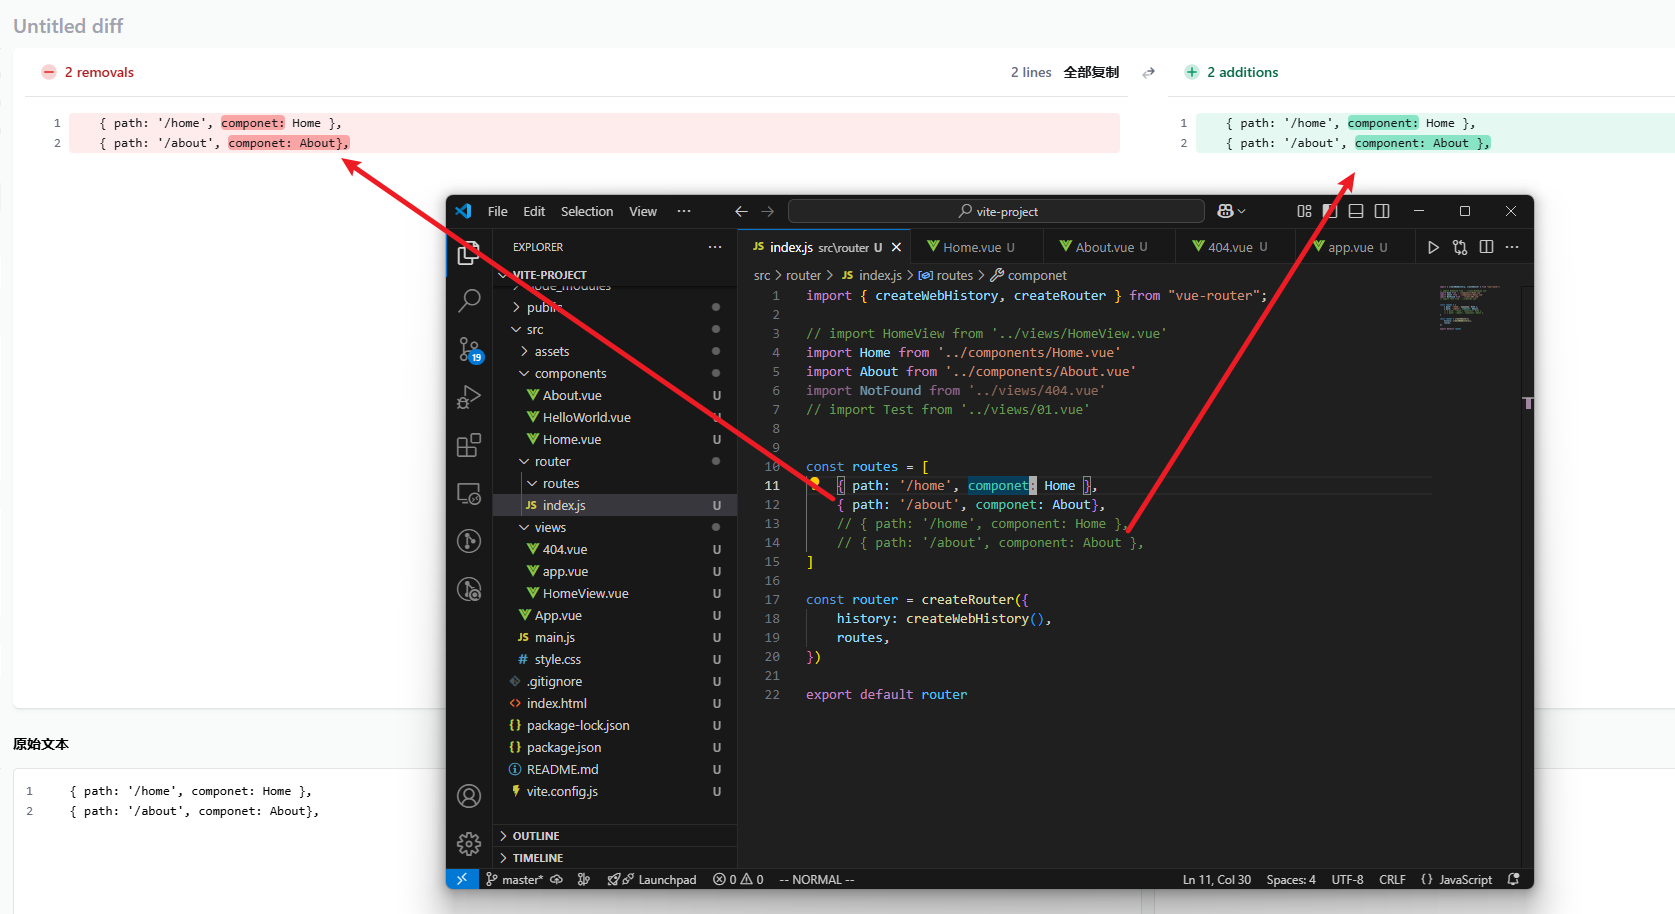 Untitled diff
2 removals
2 lines 全部复制
2 additions
1 { path: '/home', componet: Home },
2 { path: '/about', componet: About},
1 { path: '/home', component: Home },
2 { path: '/about', component: About },
File Edit Selection View ··· vite-project
EXPLORER ···
VITE-PROJECT
node_modules
public
src
assets
components
About.vue U
HelloWorld.vue U
Home.vue U
router
routes
JS index.js U
views
404.vue U
app.vue U
HomeView.vue U
App.vue U
JS main.js U
# style.css U
.gitignore U
<> index.html U
{} package-lock.json U
{} package.json U
README.md U
vite.config.js U
OUTLINE
TIMELINE
19
JS index.js src\router U
Home.vue U
About.vue U
404.vue U
app.vue U
···
src > router > JS index.js > routes > componet
1 import { createWebHistory, createRouter } from "vue-router";
2
3 // import HomeView from '../views/HomeView.vue'
4 import Home from '../components/Home.vue'
5 import About from '../components/About.vue'
6 import NotFound from '../views/404.vue'
7 // import Test from '../views/01.vue'
8
9
10 const routes = [
11 { path: '/home', componet: Home },
12 { path: '/about', componet: About},
13 // { path: '/home', component: Home },
14 // { path: '/about', component: About },
15 ]
16
17 const router = createRouter({
18 history: createWebHistory(),
19 routes,
20 })
21
22 export default router
master* Launchpad 0 0 -- NORMAL --
Ln 11, Col 30 Spaces: 4 UTF-8 CRLF {} JavaScript
原始文本
1 { path: '/home', componet: Home },
2 { path: '/about', componet: About},